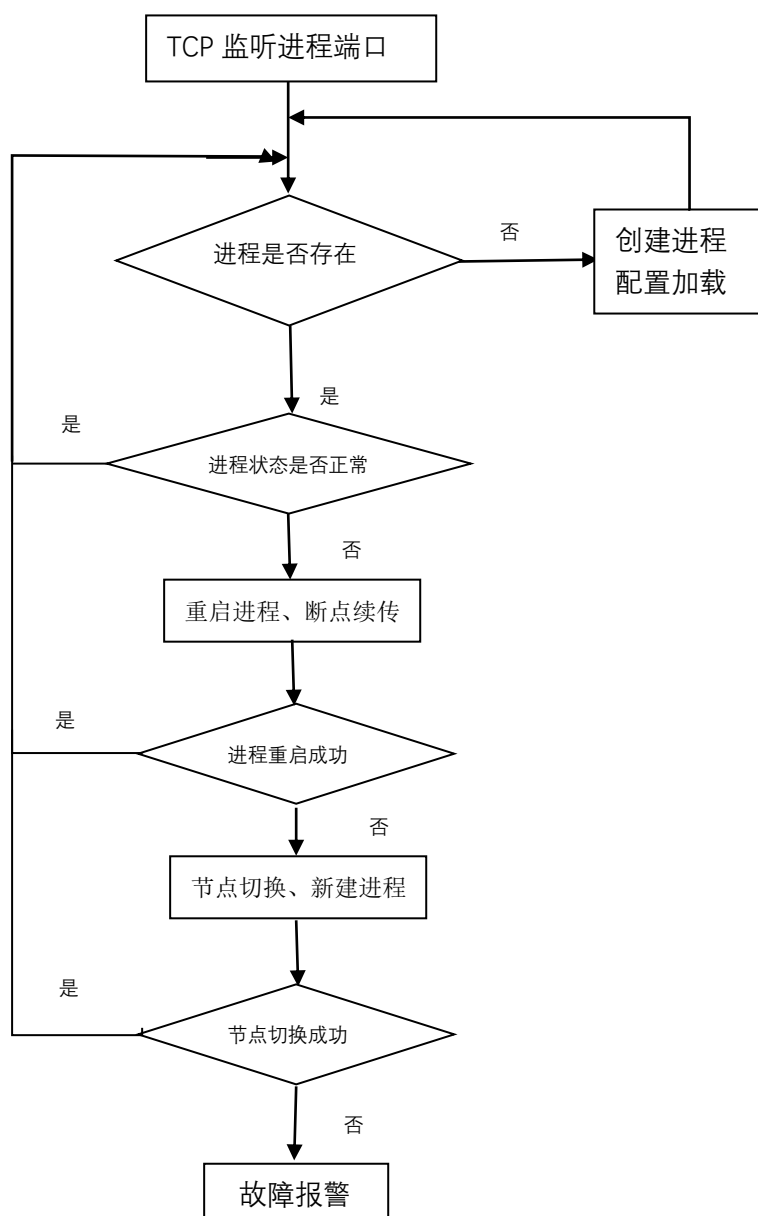 TCP 监听进程端口
进程是否存在
否
创建进程
配置加载
是
是
进程状态是否正常
否
重启进程、断点续传
是
进程重启成功
否
节点切换、新建进程
是
节点切换成功
否
故障报警